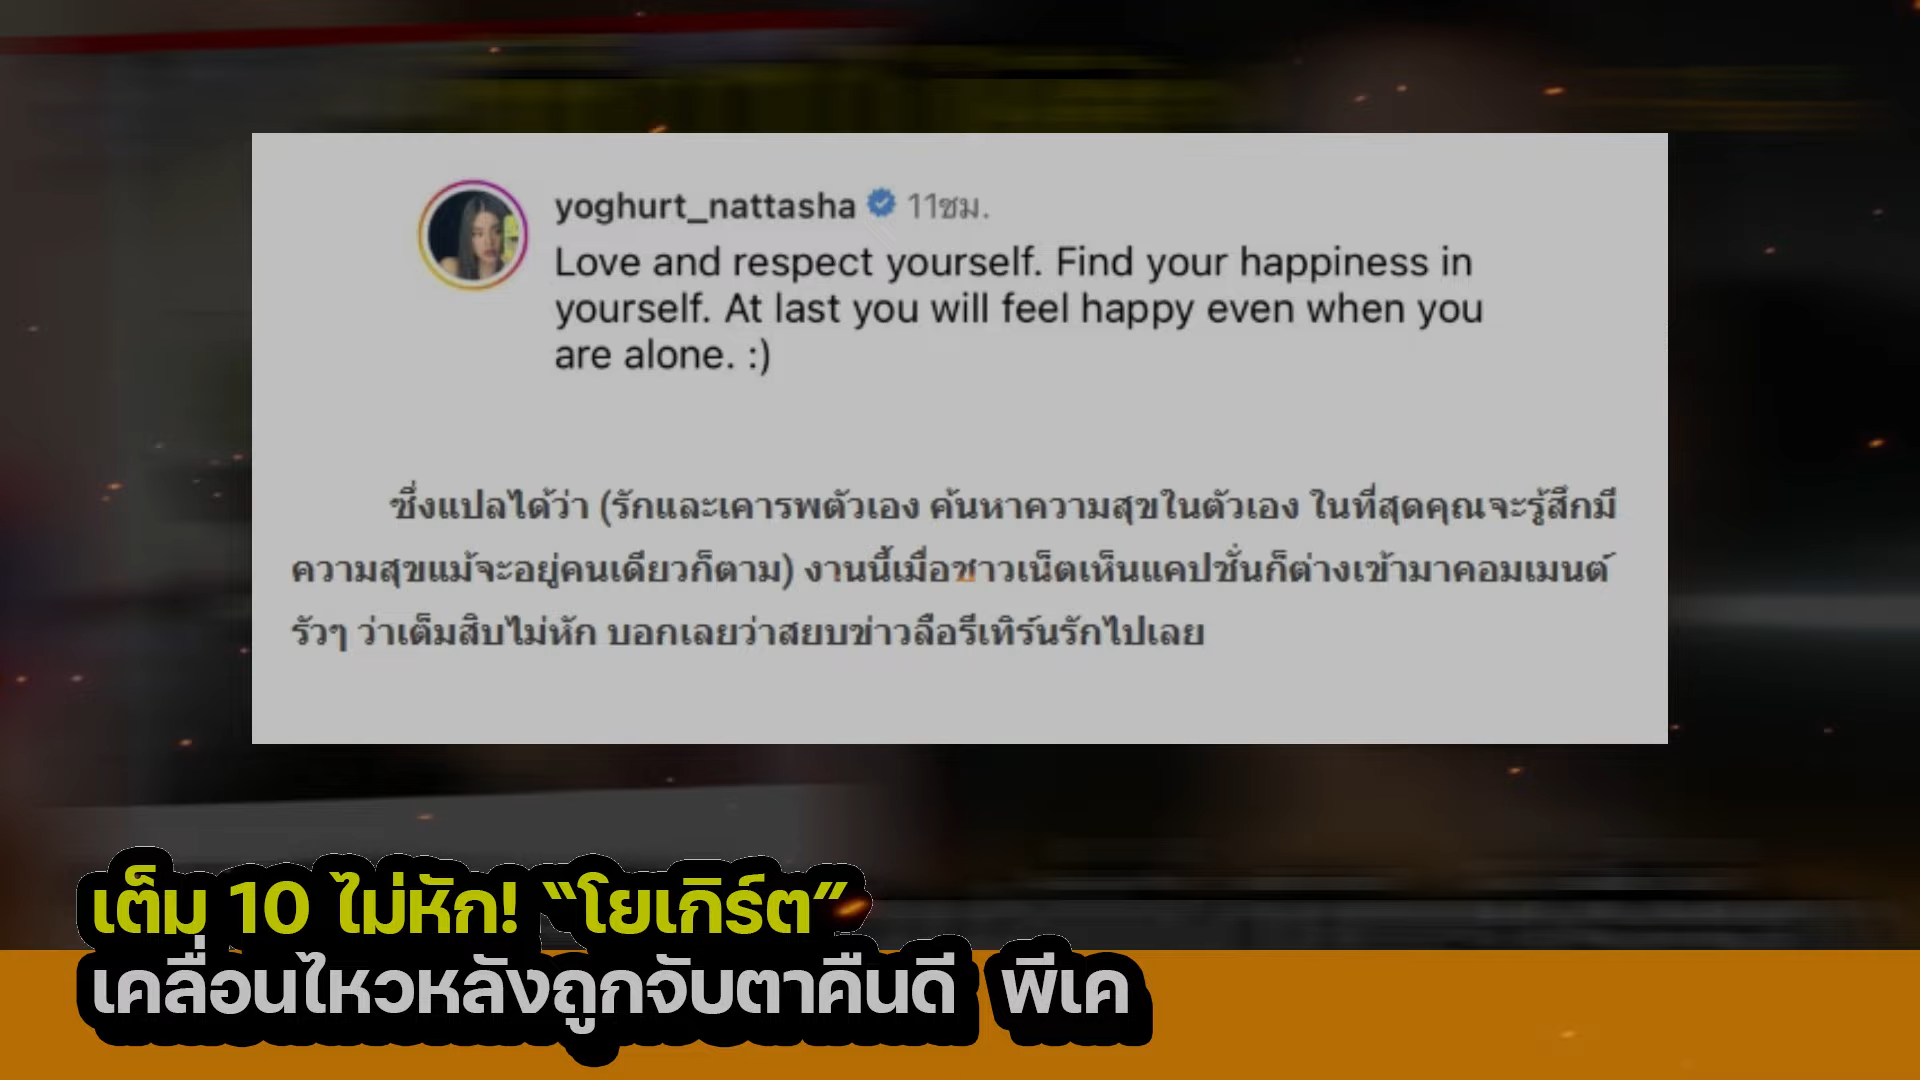 yoghurt_nattasha 11ชม.
Love and respect yourself. Find your happiness in
yourself. At last you will feel happy even when you
are alone. :)
ซึ่งแปลได้ว่า (รักและเคารพตัวเอง ค้นหาความสุขในตัวเอง ในที่สุดคุณจะรู้สึกมี
ความสุขแม้จะอยู่คนเดียวก็ตาม) งานนี้เมื่อชาวเน็ตเห็นแคปชั่นก็ต่างเข้ามาคอมเมนต์
รัวๆ ว่าเต็มสิบไม่หัก บอกเลยว่าสยบข่าวลือรีเทิร์นรักไปเลย
เต็ม 10 ไม่หัก! “โยเกิร์ต”
เคลื่อนไหวหลังถูกจับตาคืนดี พีเค